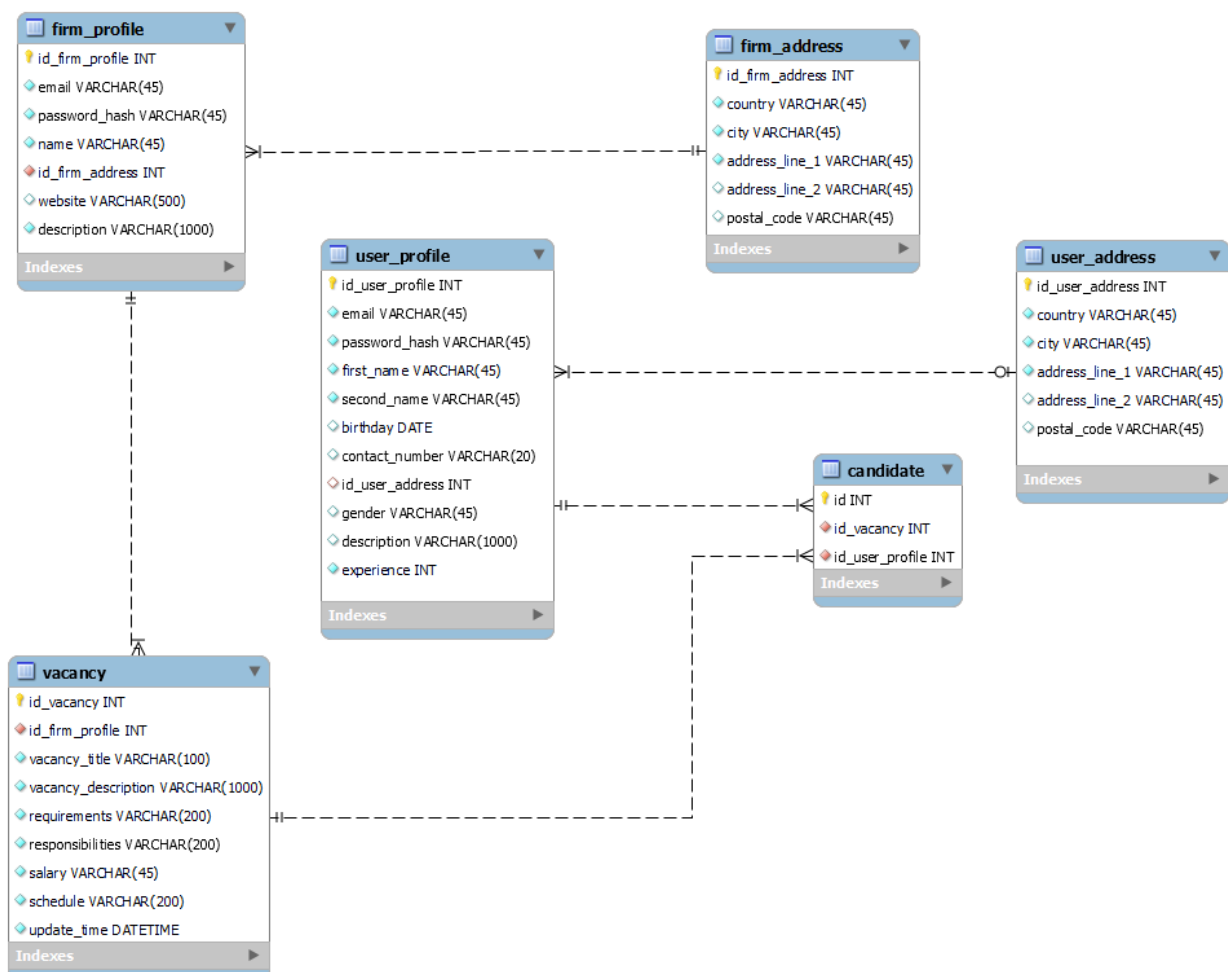 firm_profile
id_firm_profile INT
email VARCHAR(45)
password_hash VARCHAR(45)
name VARCHAR(45)
id_firm_address INT
website VARCHAR(500)
description VARCHAR(1000)
Indexes
firm_address
id_firm_address INT
country VARCHAR(45)
city VARCHAR(45)
address_line_1 VARCHAR(45)
address_line_2 VARCHAR(45)
postal_code VARCHAR(45)
Indexes
user_profile
id_user_profile INT
email VARCHAR(45)
password_hash VARCHAR(45)
first_name VARCHAR(45)
second_name VARCHAR(45)
birthday DATE
contact_number VARCHAR(20)
id_user_address INT
gender VARCHAR(45)
description VARCHAR(1000)
experience INT
Indexes
user_address
id_user_address INT
country VARCHAR(45)
city VARCHAR(45)
address_line_1 VARCHAR(45)
address_line_2 VARCHAR(45)
postal_code VARCHAR(45)
Indexes
candidate
id INT
id_vacancy INT
id_user_profile INT
Indexes
vacancy
id_vacancy INT
id_firm_profile INT
vacancy_title VARCHAR(100)
vacancy_description VARCHAR(1000)
requirements VARCHAR(200)
responsibilities VARCHAR(200)
salary VARCHAR(45)
schedule VARCHAR(200)
update_time DATETIME
Indexes